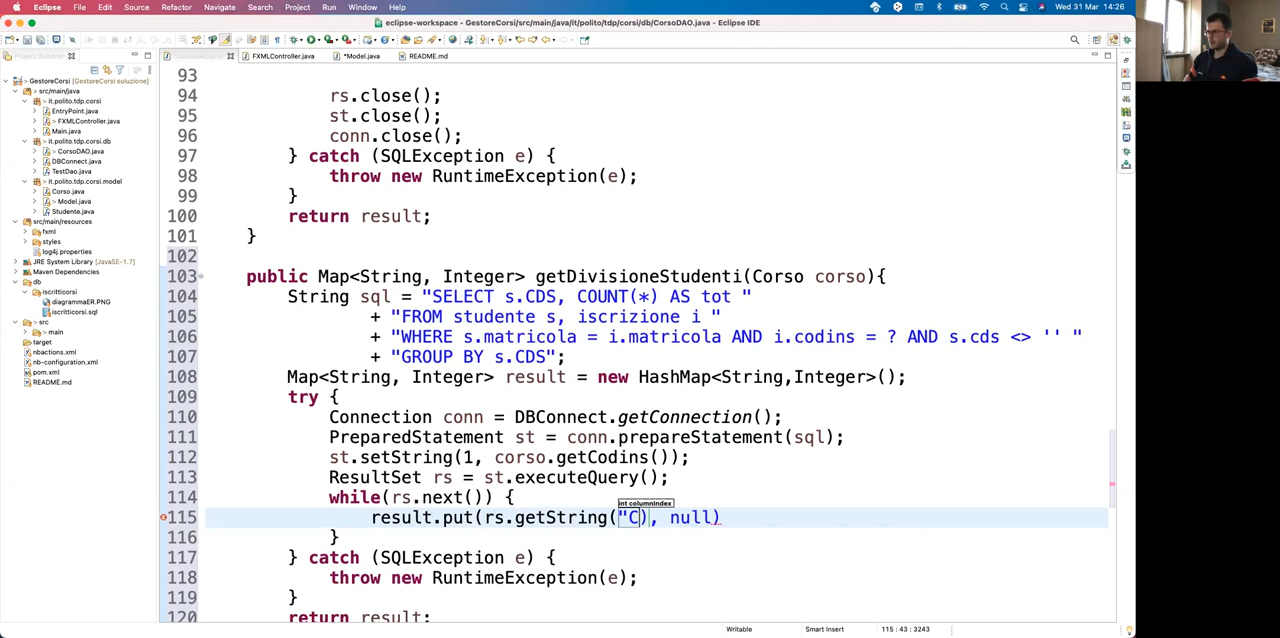 Eclipse File Edit Source Refactor Navigate Search Project Run Window Help Wed 31 Mar 14:26
eclipse-workspace - GestoreCorsi/src/main/java/it/polito/tdp/corsi/db/CorsoDAO.java - Eclipse IDE
FXMLController.java *Model.java README.md
GestoreCorsi [GestoreCorsi soluzione]
src/main/java
it.polito.tdp.corsi
EntryPoint.java
> FXMLController.java
Main.java
> it.polito.tdp.corsi.db
> CorsoDAO.java
DBConnect.java
TestDao.java
> it.polito.tdp.corsi.model
Corso.java
> Model.java
Studente.java
src/main/resources
fxml
styles
log4j.properties
JRE System Library [JavaSE-1.7]
Maven Dependencies
db
iscritticorsi
diagrammaER.PNG
iscritticorsi.sql
> src
> main
target
nbactions.xml
nb-configuration.xml
pom.xml
README.md
93
94 rs.close();
95 st.close();
96 conn.close();
97 } catch (SQLException e) {
98 throw new RuntimeException(e);
99 }
100 return result;
101 }
102
103 public Map<String, Integer> getDivisioneStudenti(Corso corso){
104 String sql = "SELECT s.CDS, COUNT(*) AS tot "
105 + "FROM studente s, iscrizione i "
106 + "WHERE s.matricola = i.matricola AND i.codins = ? AND s.cds <> '' "
107 + "GROUP BY s.CDS";
108 Map<String, Integer> result = new HashMap<String,Integer>();
109 try {
110 Connection conn = DBConnect.getConnection();
111 PreparedStatement st = conn.prepareStatement(sql);
112 st.setString(1, corso.getCodins());
113 ResultSet rs = st.executeQuery();
114 while(rs.next()) {
int columnIndex
115 result.put(rs.getString("C), null)
116 }
117 } catch (SQLException e) {
118 throw new RuntimeException(e);
119 }
120 return result;
Writable Smart Insert 115 : 43 : 3243